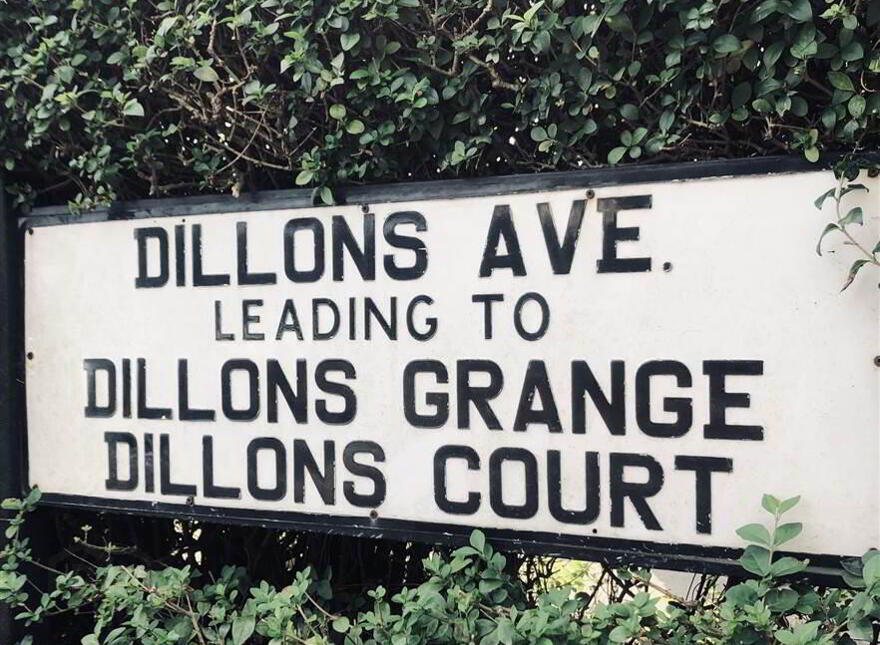 DILLONS AVE.
LEADING TO
DILLONS GRANGE
DILLONS COURT